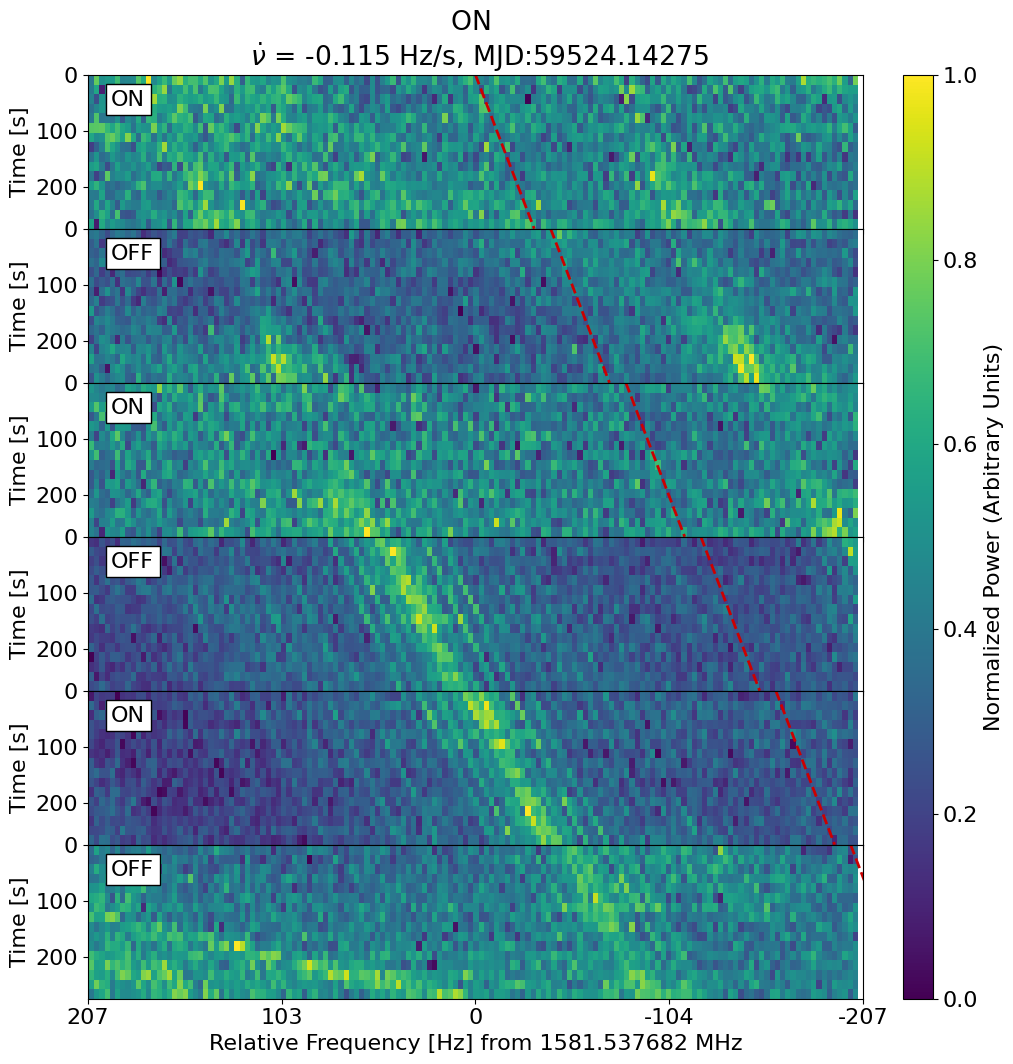 ON
ν̇ = -0.115 Hz/s, MJD:59524.14275
0
100
200
Time [s]
ON
0
100
200
Time [s]
OFF
0
100
200
Time [s]
ON
0
100
200
Time [s]
OFF
0
100
200
Time [s]
ON
0
100
200
Time [s]
OFF
207 103 0 -104 -207
Relative Frequency [Hz] from 1581.537682 MHz
1.0
0.8
0.6
0.4
0.2
0.0
Normalized Power (Arbitrary Units)